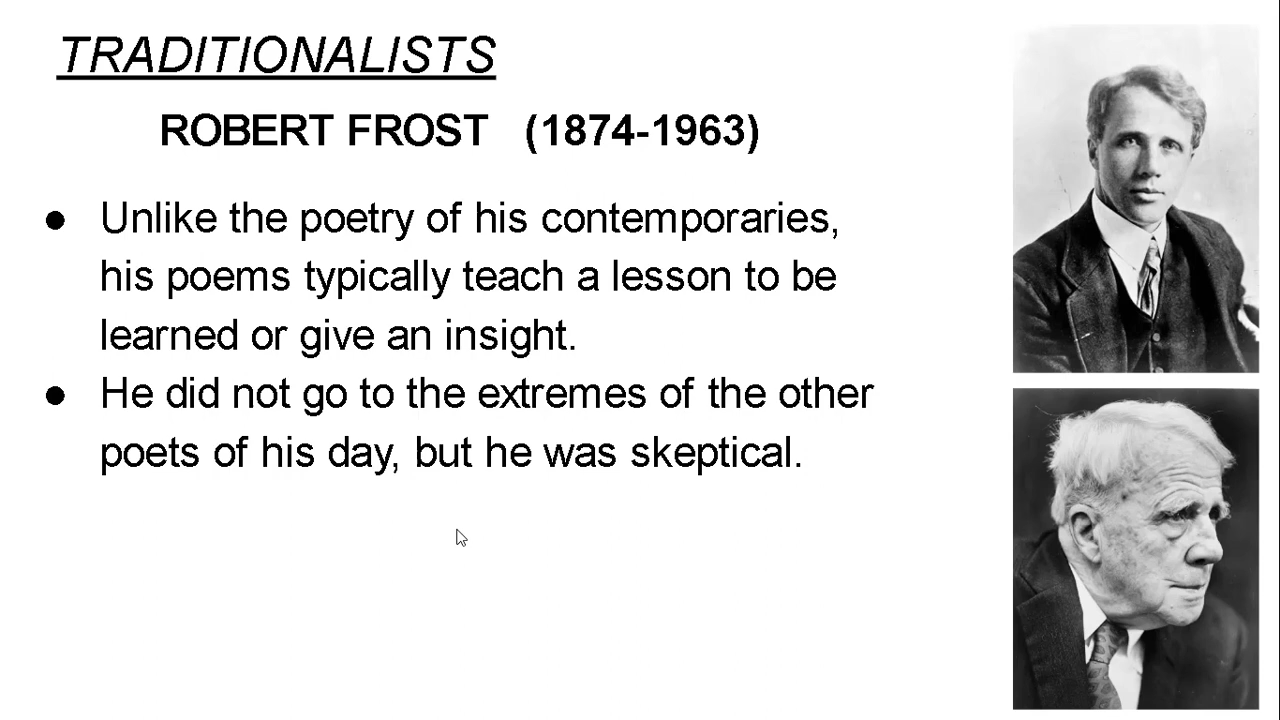 TRADITIONALISTS
ROBERT FROST (1874-1963)
● Unlike the poetry of his contemporaries,
his poems typically teach a lesson to be
learned or give an insight.
● He did not go to the extremes of the other
poets of his day, but he was skeptical.